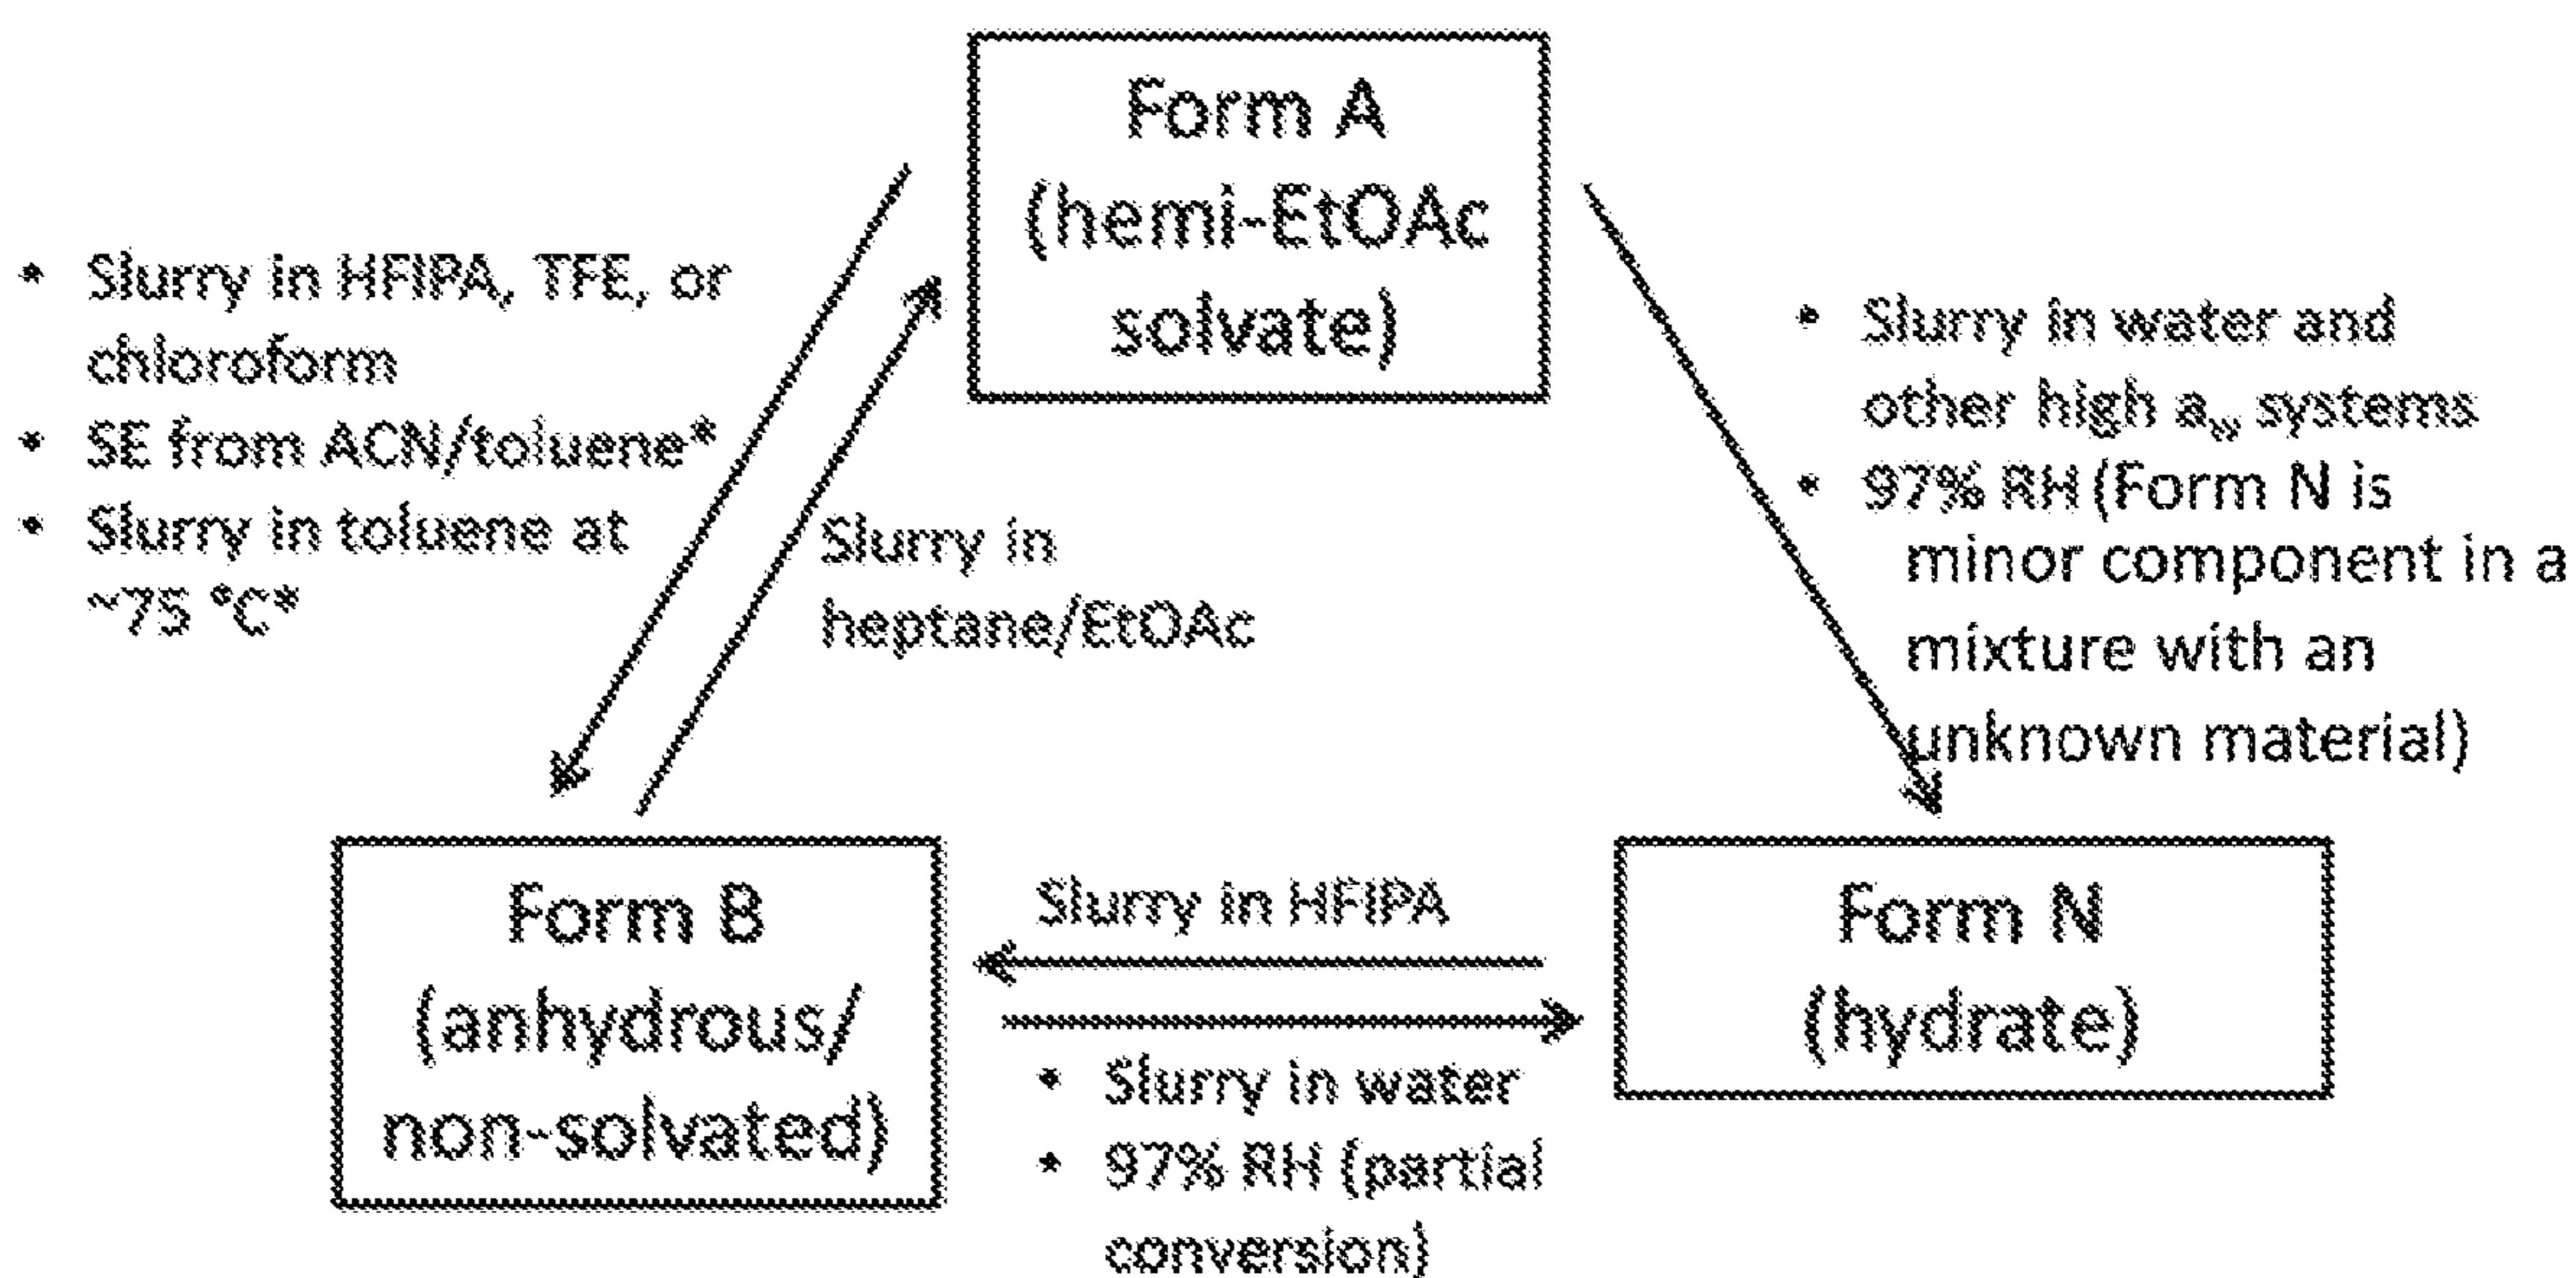 Form A
(hemi-EtOAc
solvate)
• Slurry in HFIPA, TFE, or
chloroform
• SE from ACN/toluene*
• Slurry in toluene at
~75 °C*
Slurry in
heptane/EtOAc
• Slurry in water and
other high a_w systems
• 97% RH (Form N is
minor component in a
mixture with an
unknown material)
Form B
(anhydrous/
non-solvated)
Slurry in HFIPA
• Slurry in water
• 97% RH (partial
conversion)
Form N
(hydrate)